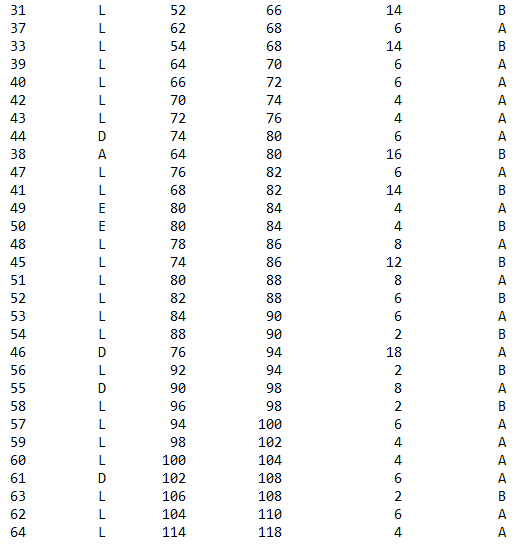 31 L 52 66 14 B
37 L 62 68 6 A
33 L 54 68 14 B
39 L 64 70 6 A
40 L 66 72 6 A
42 L 70 74 4 A
43 L 72 76 4 A
44 D 74 80 6 A
38 A 64 80 16 B
47 L 76 82 6 A
41 L 68 82 14 B
49 E 80 84 4 A
50 E 80 84 4 B
48 L 78 86 8 A
45 L 74 86 12 B
51 L 80 88 8 A
52 L 82 88 6 B
53 L 84 90 6 A
54 L 88 90 2 B
46 D 76 94 18 A
56 L 92 94 2 B
55 D 90 98 8 A
58 L 96 98 2 B
57 L 94 100 6 A
59 L 98 102 4 A
60 L 100 104 4 A
61 D 102 108 6 A
63 L 106 108 2 B
62 L 104 110 6 A
64 L 114 118 4 A